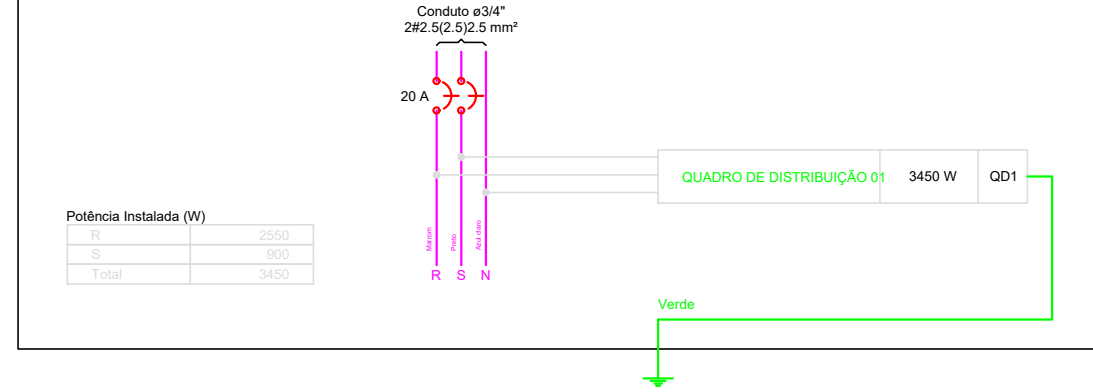 Conduto ø3/4"
2#2.5(2.5)2.5 mm²
20 A
QUADRO DE DISTRIBUIÇÃO 01
3450 W
QD1
Potência Instalada (W)
R 2550
S 900
Total 3450
Marrom
Preto
Azul claro
R S N
Verde